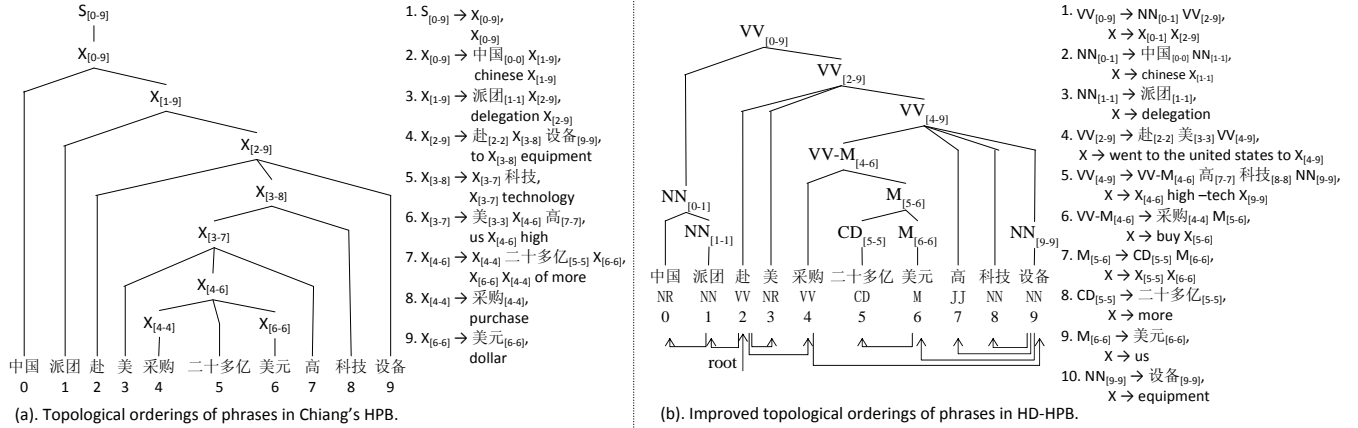 S[0-9]
X[0-9]
X[1-9]
X[2-9]
X[3-8]
X[3-7]
X[4-6]
X[4-4] X[6-6]
中国 派团 赴 美 采购 二十多亿 美元 高 科技 设备
0 1 2 3 4 5 6 7 8 9
1. S[0-9] → X[0-9],
X[0-9]
2. X[0-9] → 中国[0-0] X[1-9],
chinese X[1-9]
3. X[1-9] → 派团[1-1] X[2-9],
delegation X[2-9]
4. X[2-9] → 赴[2-2] X[3-8] 设备[9-9],
to X[3-8] equipment
5. X[3-8] → X[3-7] 科技,
X[3-7] technology
6. X[3-7] → 美[3-3] X[4-6] 高[7-7],
us X[4-6] high
7. X[4-6] → X[4-4] 二十多亿[5-5] X[6-6],
X[6-6] X[4-4] of more
8. X[4-4] → 采购[4-4],
purchase
9. X[6-6] → 美元[6-6],
dollar
(a). Topological orderings of phrases in Chiang's HPB.
VV[0-9]
VV[2-9]
VV[4-9]
VV-M[4-6]
M[5-6]
NN[0-1]
NN[1-1] CD[5-5] M[6-6] NN[9-9]
中国 派团 赴 美 采购 二十多亿 美元 高 科技 设备
NR NN VV NR VV CD M JJ NN NN
0 1 2 3 4 5 6 7 8 9
root
1. VV[0-9] → NN[0-1] VV[2-9],
X → X[0-1] X[2-9]
2. NN[0-1] → 中国[0-0] NN[1-1],
X → chinese X[1-1]
3. NN[1-1] → 派团[1-1],
X → delegation
4. VV[2-9] → 赴[2-2] 美[3-3] VV[4-9],
X → went to the united states to X[4-9]
5. VV[4-9] → VV-M[4-6] 高[7-7] 科技[8-8] NN[9-9],
X → X[4-6] high –tech X[9-9]
6. VV-M[4-6] → 采购[4-4] M[5-6],
X → buy X[5-6]
7. M[5-6] → CD[5-5] M[6-6],
X → X[5-5] X[6-6]
8. CD[5-5] → 二十多亿[5-5],
X → more
9. M[6-6] → 美元[6-6],
X → us
10. NN[9-9] → 设备[9-9],
X → equipment
(b). Improved topological orderings of phrases in HD-HPB.